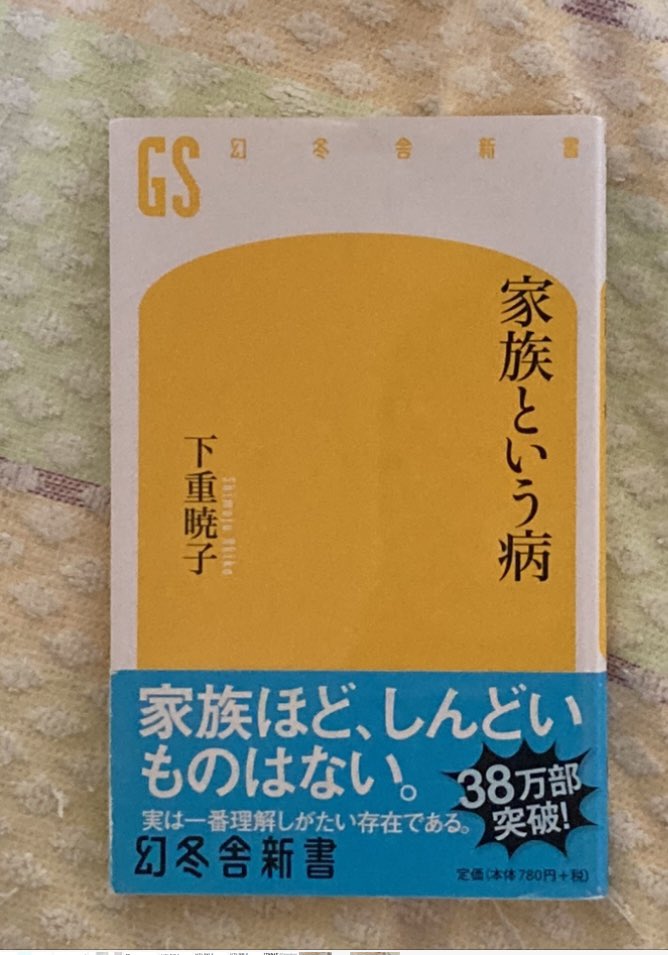 GS
幻冬舎新書
家族という病
下重暁子
Shimoju Akiko
家族ほど、しんどい
ものはない。
実は一番理解しがたい存在である。
38万部
突破!
幻冬舎新書
定価(本体780円+税)